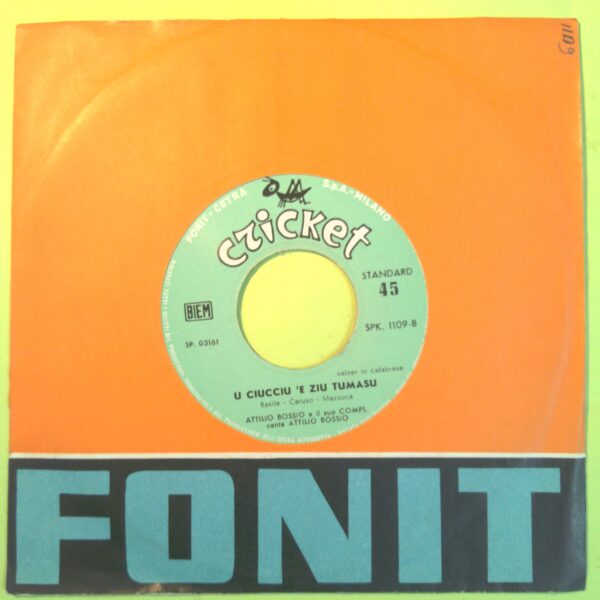 1109
FONIT - CETRA S.p.A. - MILANO
cricket
STANDARD
45
BIEM
SPK. 1109-B
SP. 03161
valzer in calabrese
U CIUCCIU 'E ZIU TUMASU
Basile - Caruso - Mazzuca
ATTILIO BOSSIO e il suo COMPL.
canta ATTILIO BOSSIO
FONIT